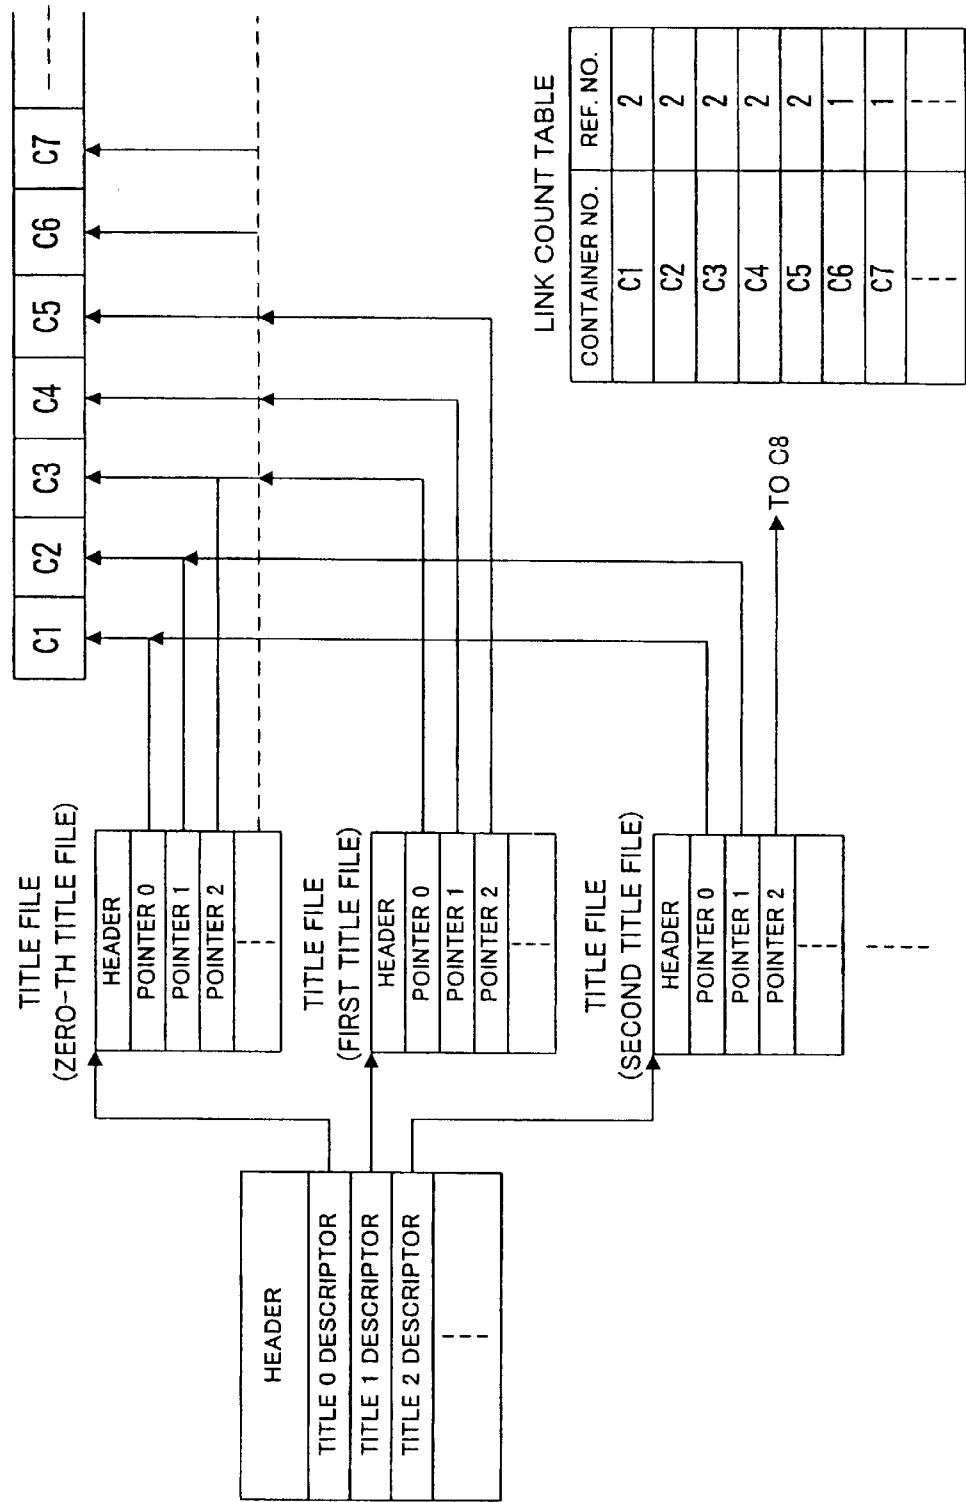 C1 C2 C3 C4 C5 C6 C7
TITLE FILE
(ZERO-TH TITLE FILE)
HEADER
POINTER 0
POINTER 1
POINTER 2
TITLE FILE
(FIRST TITLE FILE)
HEADER
POINTER 0
POINTER 1
POINTER 2
TITLE FILE
(SECOND TITLE FILE)
HEADER
POINTER 0
POINTER 1
POINTER 2
TO C8
HEADER
TITLE 0 DESCRIPTOR
TITLE 1 DESCRIPTOR
TITLE 2 DESCRIPTOR
LINK COUNT TABLE
CONTAINER NO. REF. NO.
C1 2
C2 2
C3 2
C4 2
C5 2
C6 1
C7 1